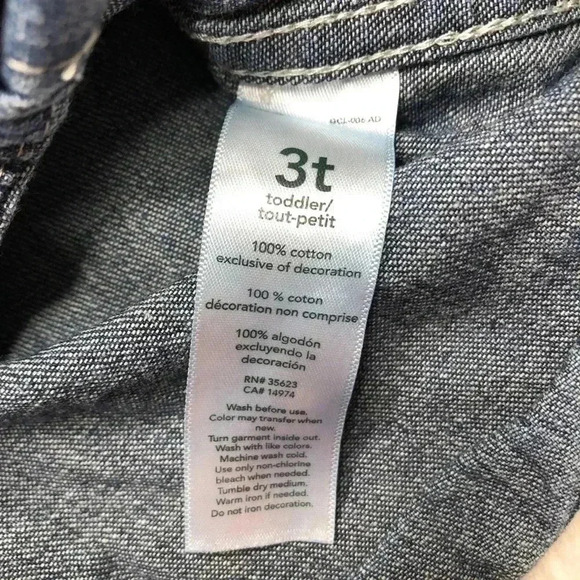 GCL-006 AD
3t
toddler/
tout-petit
100% cotton
exclusive of decoration
100 % coton
décoration non comprise
100% algodón
excluyendo la
decoración
RN# 35623
CA# 14974
Wash before use.
Color may transfer when
new.
Turn garment inside out.
Wash with like colors.
Machine wash cold.
Use only non-chlorine
bleach when needed.
Tumble dry medium.
Warm iron if needed.
Do not iron decoration.